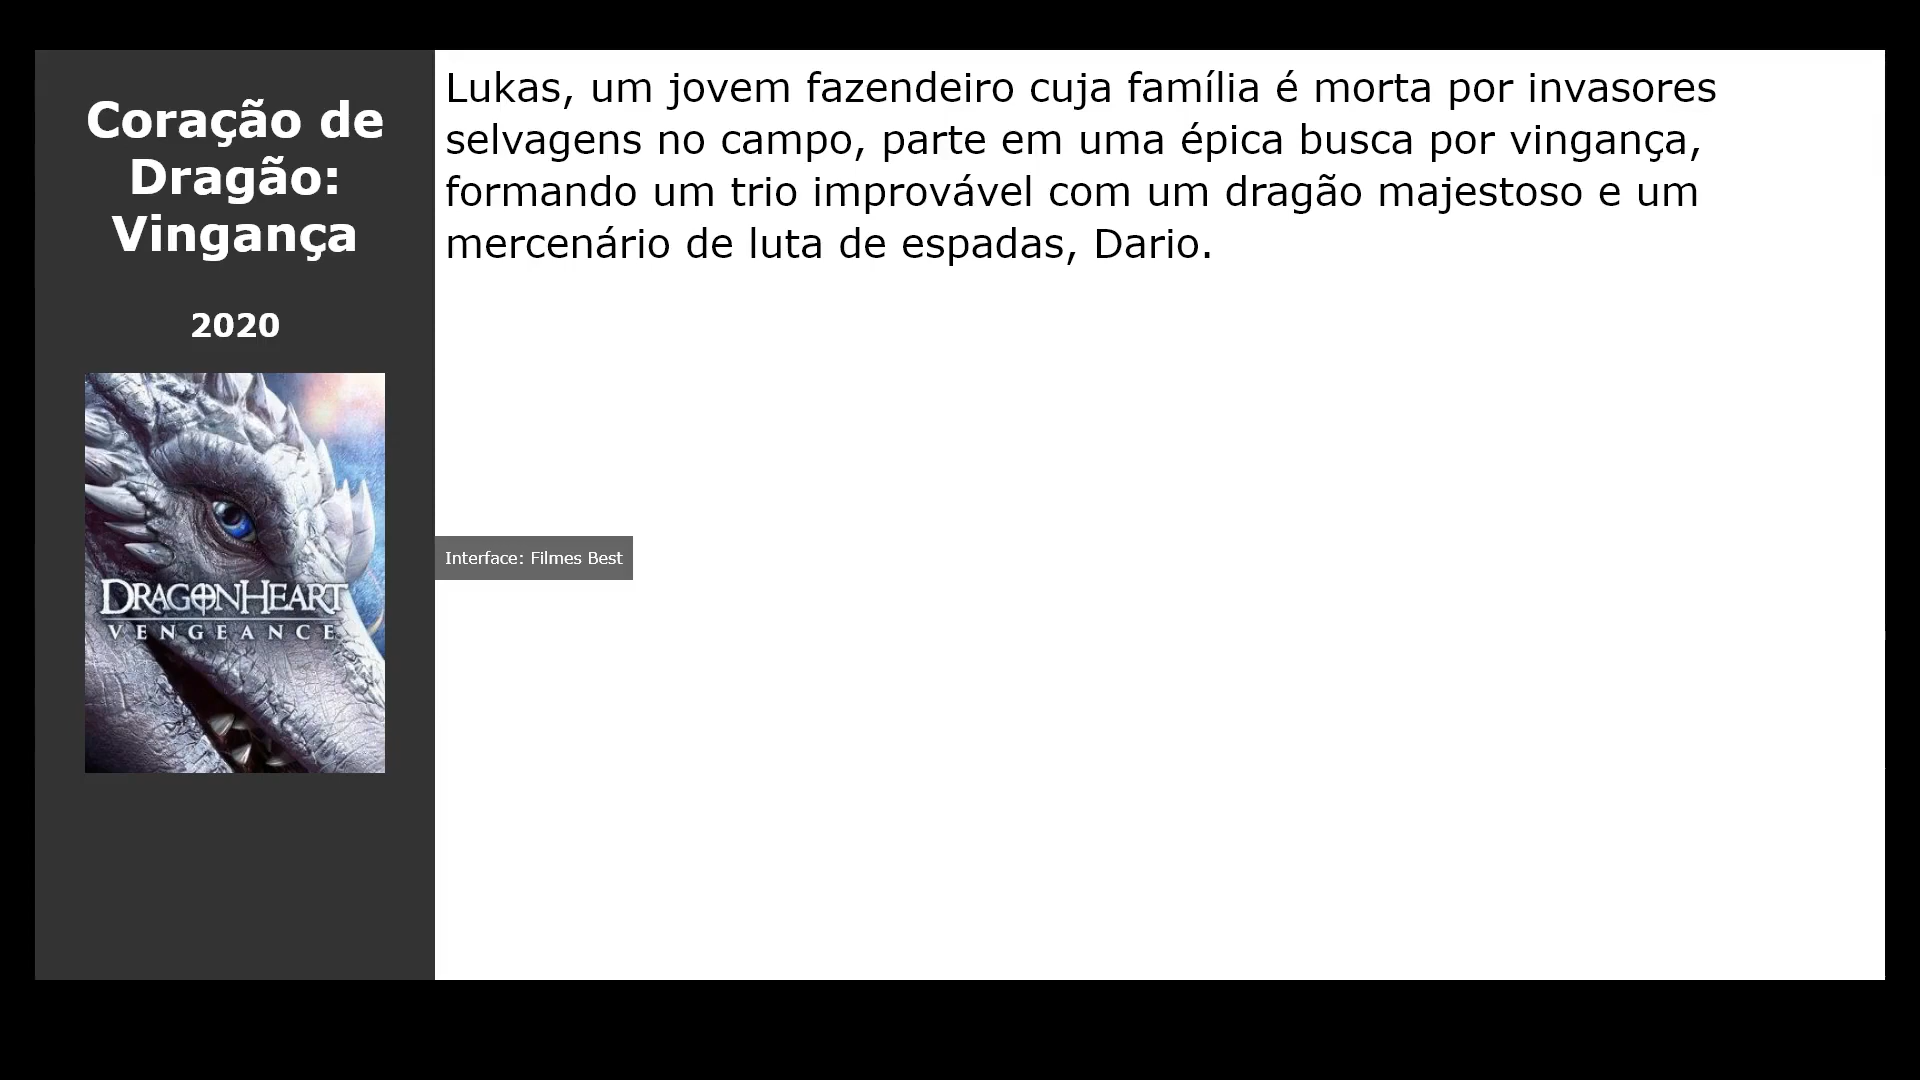 Coração de
Dragão:
Vingança
2020
DRAGONHEART
VENGEANCE
Lukas, um jovem fazendeiro cuja família é morta por invasores
selvagens no campo, parte em uma épica busca por vingança,
formando um trio improvável com um dragão majestoso e um
mercenário de luta de espadas, Dario.
Interface: Filmes Best